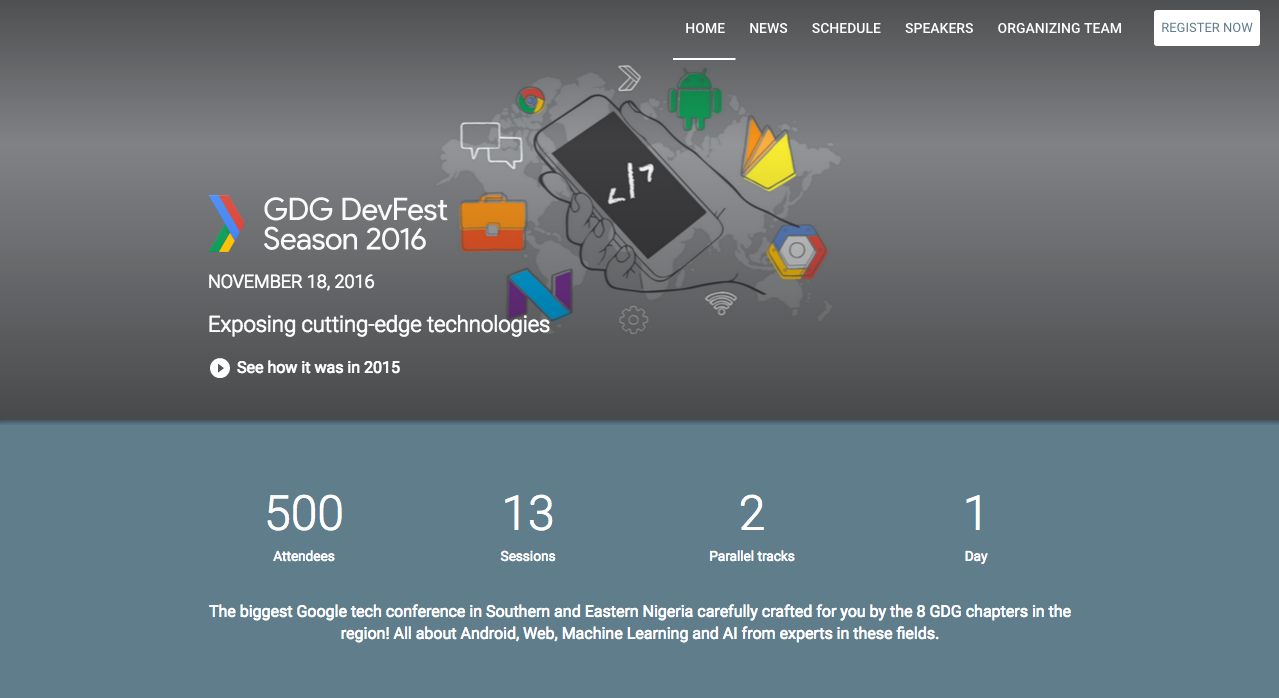 HOME NEWS SCHEDULE SPEAKERS ORGANIZING TEAM REGISTER NOW
</>
GDG DevFest
Season 2016
NOVEMBER 18, 2016
Exposing cutting-edge technologies
See how it was in 2015
500 13 2 1
Attendees Sessions Parallel tracks Day
The biggest Google tech conference in Southern and Eastern Nigeria carefully crafted for you by the 8 GDG chapters in the
region! All about Android, Web, Machine Learning and AI from experts in these fields.